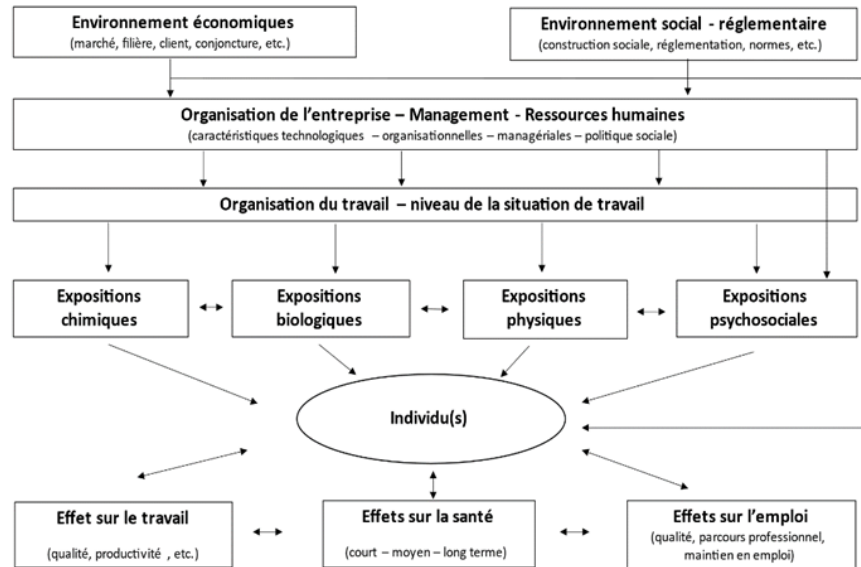 Environnement économiques
(marché, filière, client, conjoncture, etc.)
Environnement social - réglementaire
(construction sociale, réglementation, normes, etc.)
Organisation de l'entreprise – Management - Ressources humaines
(caractéristiques technologiques – organisationnelles – managériales – politique sociale)
Organisation du travail – niveau de la situation de travail
Expositions
chimiques
Expositions
biologiques
Expositions
physiques
Expositions
psychosociales
Individu(s)
Effet sur le travail
(qualité, productivité , etc.)
Effets sur la santé
(court – moyen – long terme)
Effets sur l'emploi
(qualité, parcours professionnel,
maintien en emploi)